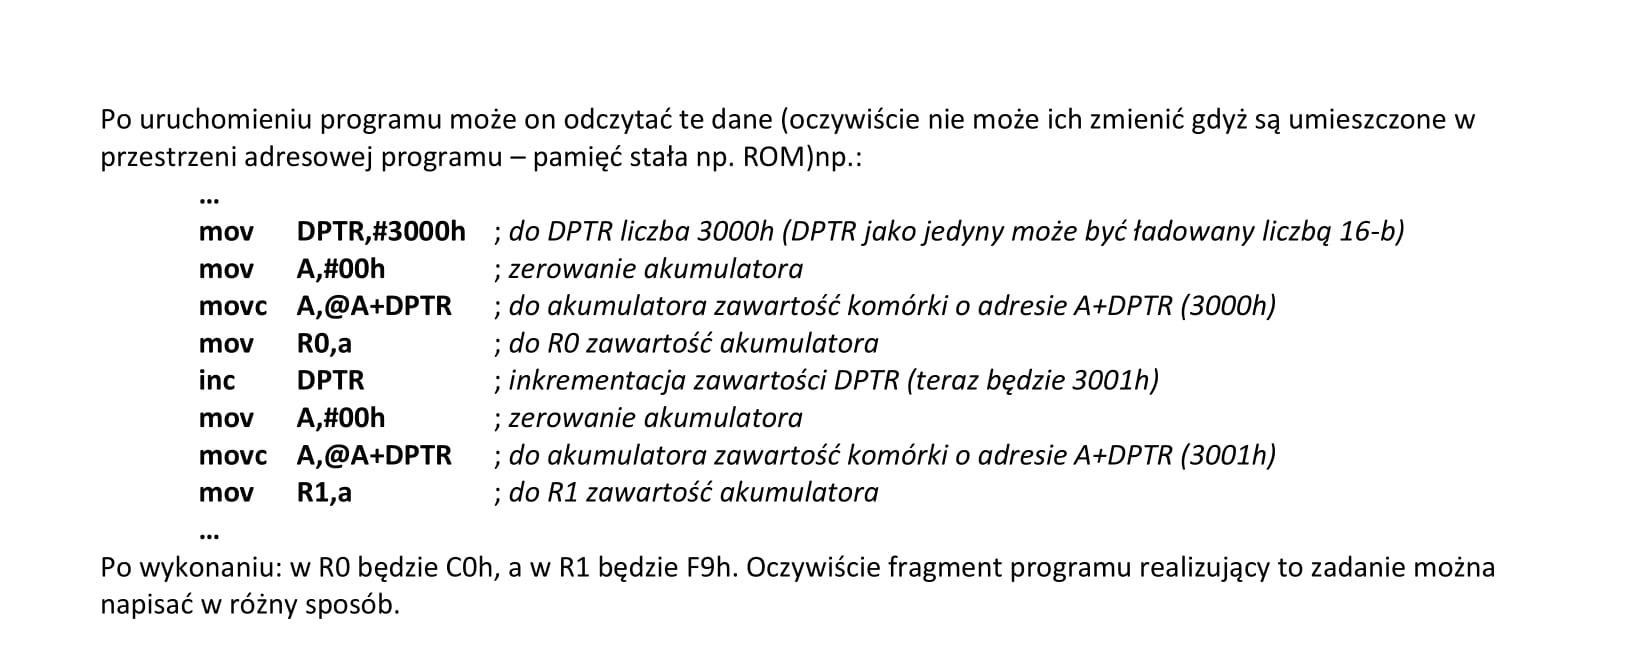 Po uruchomieniu programu może on odczytać te dane (oczywiście nie może ich zmienić gdyż są umieszczone w
przestrzeni adresowej programu – pamięć stała np. ROM)np.:
...
mov DPTR,#3000h ; do DPTR liczba 3000h (DPTR jako jedyny może być ładowany liczbą 16-b)
mov A,#00h ; zerowanie akumulatora
movc A,@A+DPTR ; do akumulatora zawartość komórki o adresie A+DPTR (3000h)
mov R0,a ; do R0 zawartość akumulatora
inc DPTR ; inkrementacja zawartości DPTR (teraz będzie 3001h)
mov A,#00h ; zerowanie akumulatora
movc A,@A+DPTR ; do akumulatora zawartość komórki o adresie A+DPTR (3001h)
mov R1,a ; do R1 zawartość akumulatora
...
Po wykonaniu: w R0 będzie C0h, a w R1 będzie F9h. Oczywiście fragment programu realizujący to zadanie można
napisać w różny sposób.